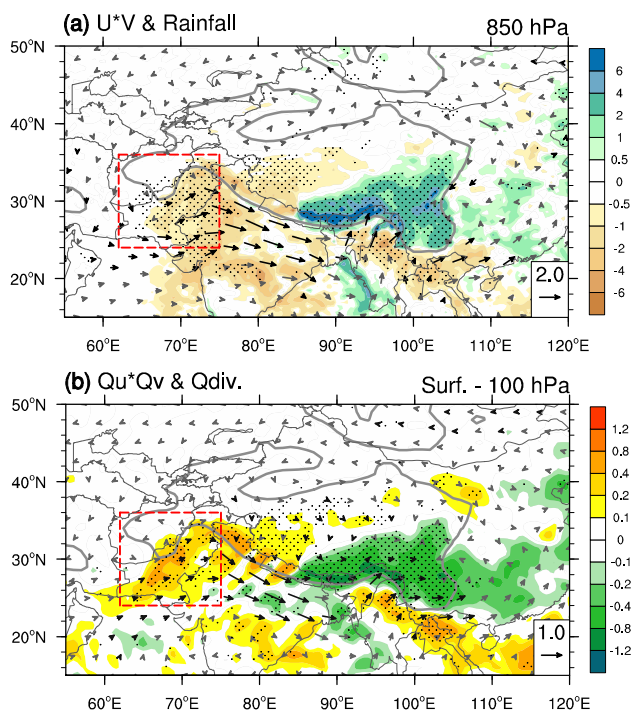 (a) U*V & Rainfall 850 hPa
50°N
40°N
30°N
20°N
60°E 70°E 80°E 90°E 100°E 110°E 120°E
2.0
6
4
2
1
0.5
0
-0.5
-1
-2
-4
-6
(b) Qu*Qv & Qdiv. Surf. - 100 hPa
50°N
40°N
30°N
20°N
60°E 70°E 80°E 90°E 100°E 110°E 120°E
1.0
1.2
0.8
0.4
0.2
0.1
0
-0.1
-0.2
-0.4
-0.8
-1.2